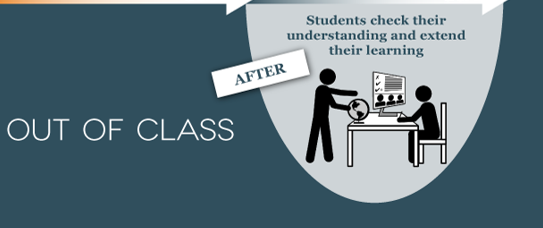 Students check their
understanding and extend
their learning
AFTER
OUT OF CLASS